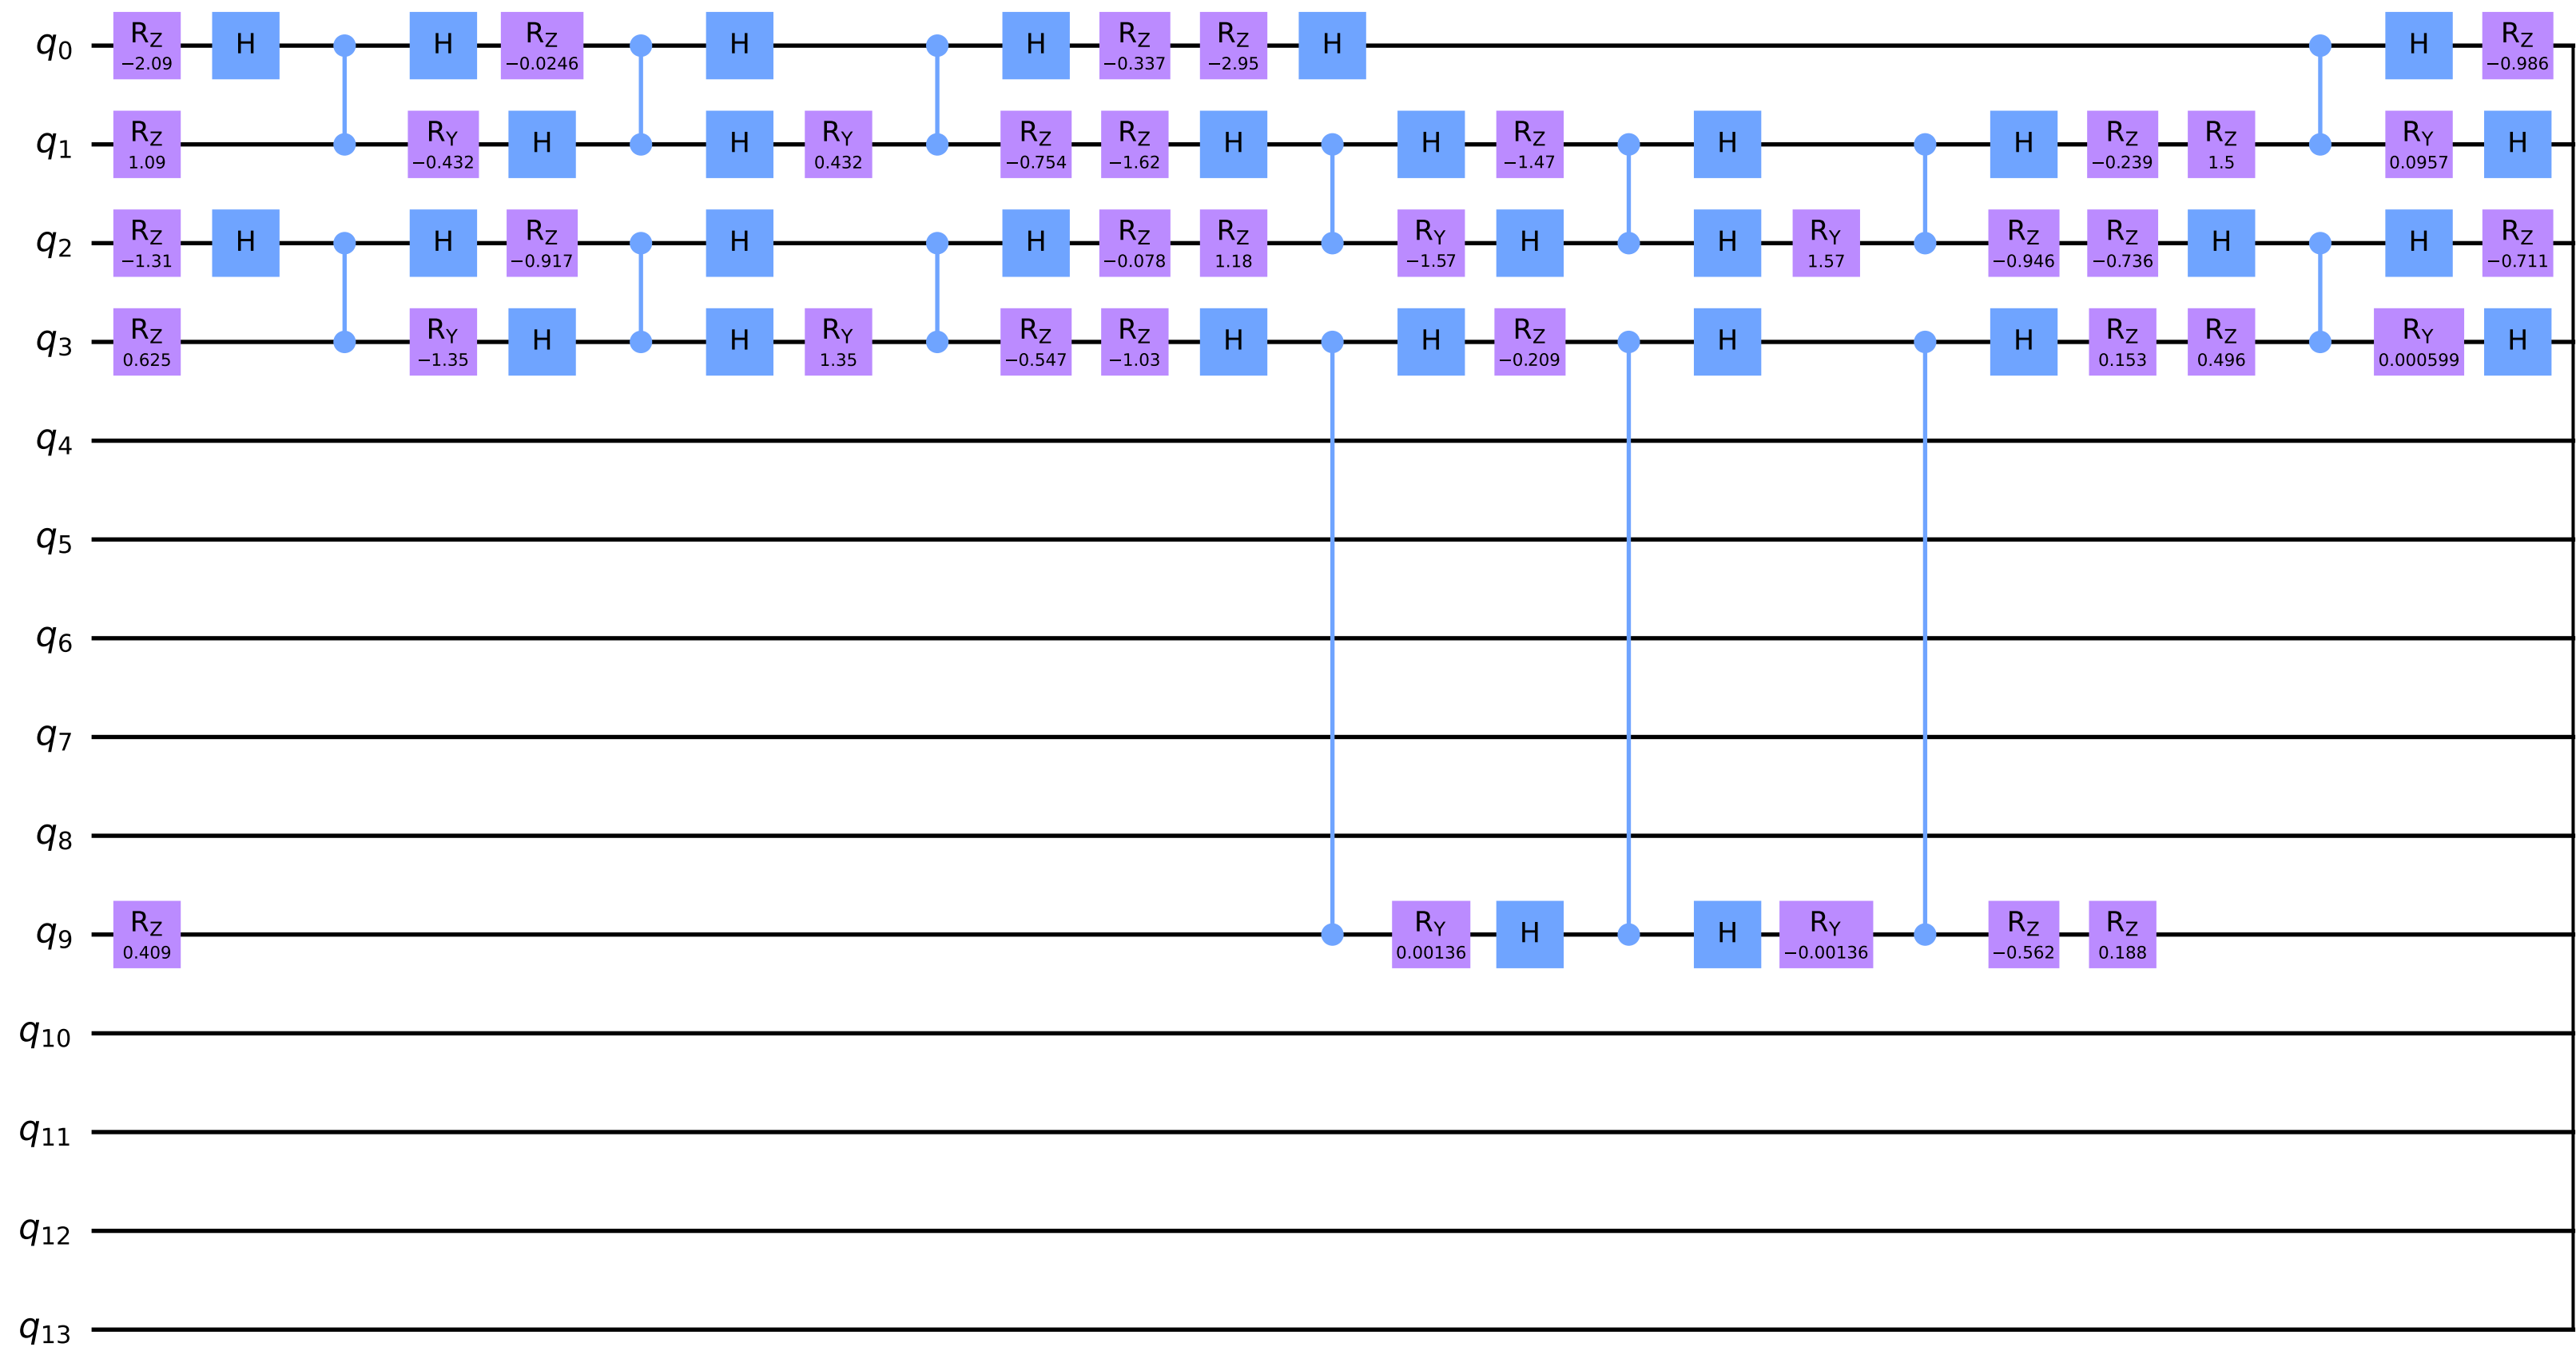 q0 RZ −2.09 H H RZ −0.0246 H H RZ −0.337 RZ −2.95 H H RZ −0.986
q1 RZ 1.09 RY −0.432 H H RY 0.432 RZ −0.754 RZ −1.62 H H RZ −1.47 H H RZ −0.239 RZ 1.5 RY 0.0957 H
q2 RZ −1.31 H H RZ −0.917 H H RZ −0.078 RZ 1.18 RY −1.57 H H RY 1.57 RZ −0.946 RZ −0.736 H H RZ −0.711
q3 RZ 0.625 RY −1.35 H H RY 1.35 RZ −0.547 RZ −1.03 H H RZ −0.209 H H RZ 0.153 RZ 0.496 RY 0.000599 H
q4
q5
q6
q7
q8
q9 RZ 0.409 RY 0.00136 H H RY −0.00136 RZ −0.562 RZ 0.188
q10
q11
q12
q13